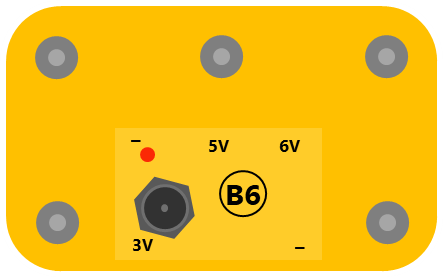 – 5V 6V
B6
3V –